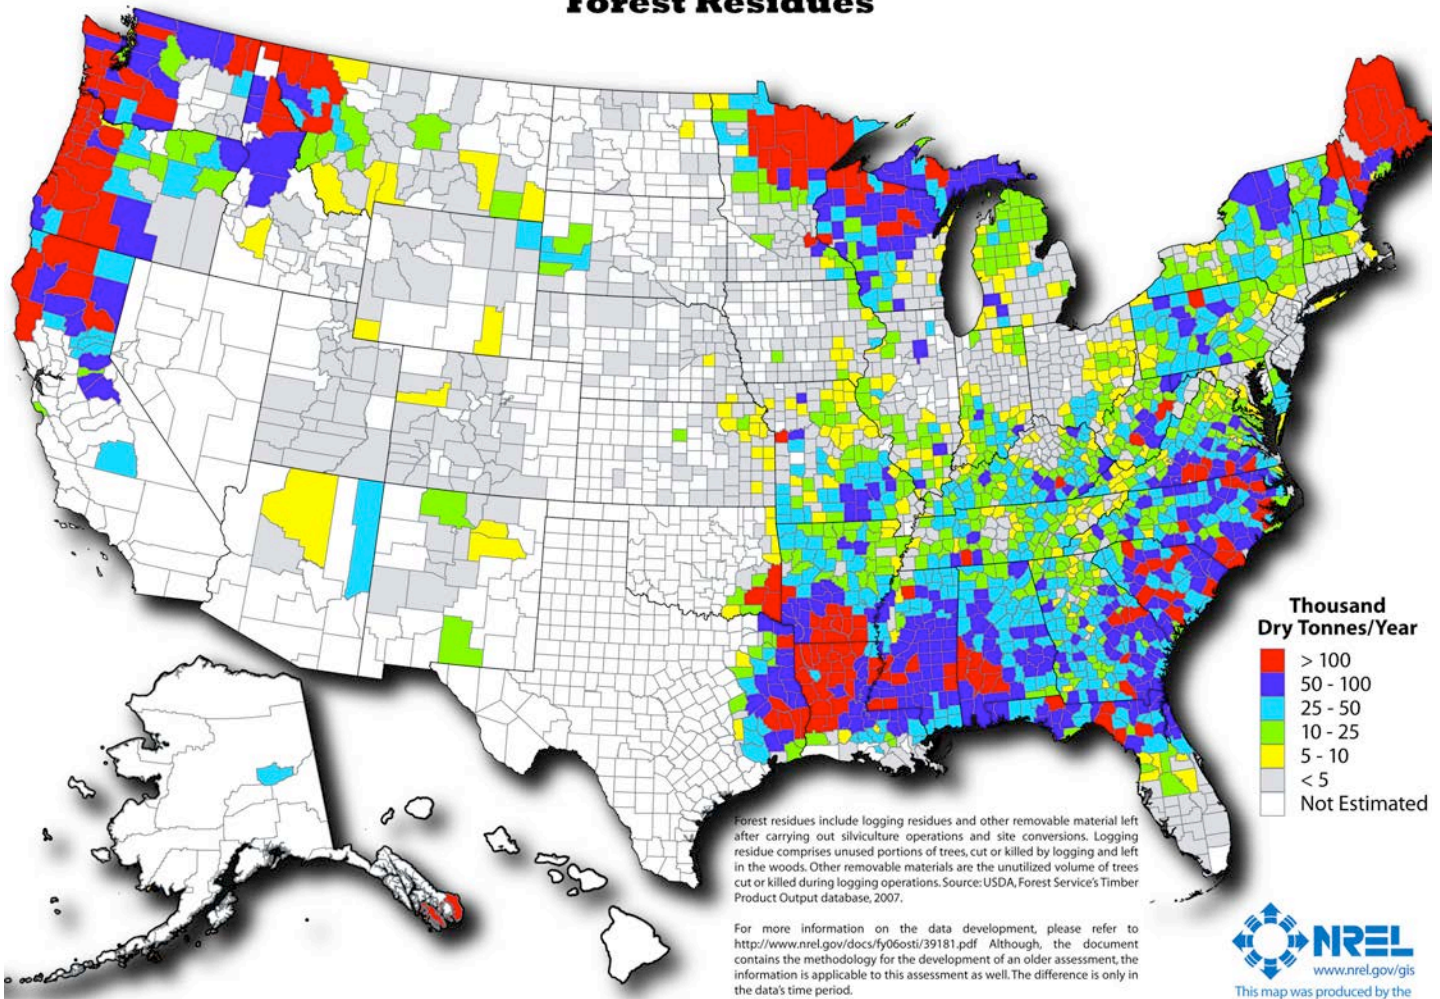 Forest Residues
Thousand
Dry Tonnes/Year
> 100
50 - 100
25 - 50
10 - 25
5 - 10
< 5
Not Estimated
Forest residues include logging residues and other removable material left
after carrying out silviculture operations and site conversions. Logging
residue comprises unused portions of trees, cut or killed by logging and left
in the woods. Other removable materials are the unutilized volume of trees
cut or killed during logging operations. Source: USDA, Forest Service's Timber
Product Output database, 2007.
For more information on the data development, please refer to
http://www.nrel.gov/docs/fy06osti/39181.pdf Although, the document
contains the methodology for the development of an older assessment, the
information is applicable to this assessment as well. The difference is only in
the data's time period.
NREL
www.nrel.gov/gis
This map was produced by the